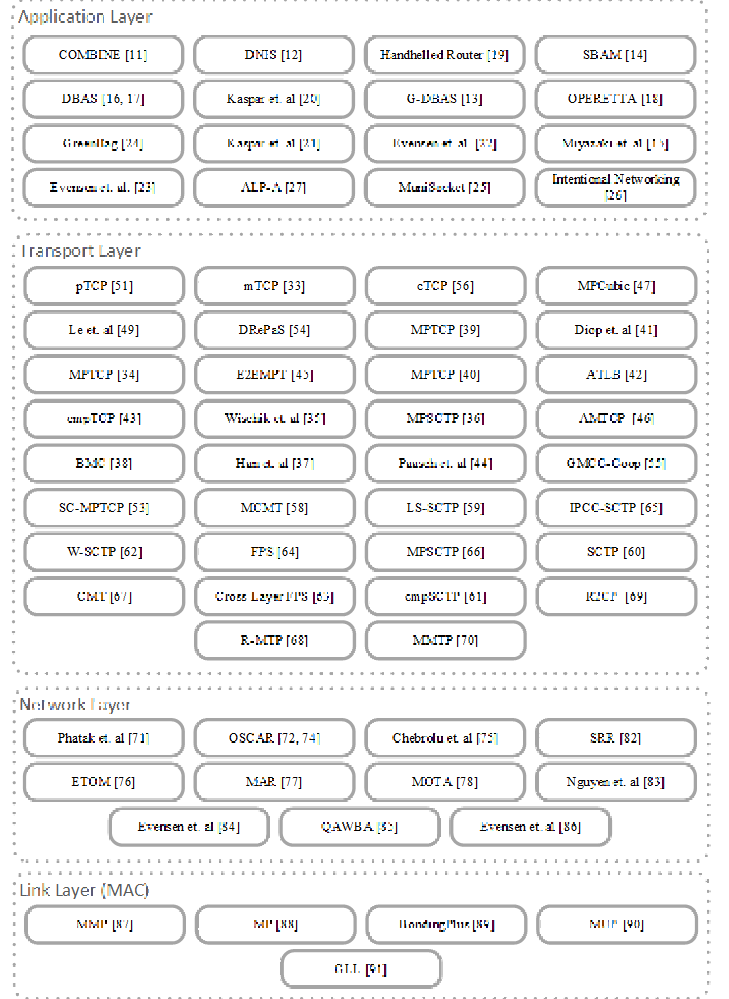 Application Layer
COMBINE [11]
DNIS [12]
Handhelled Router [19]
SBAM [14]
DBAS [16, 17]
Kaspar et. al [20]
G-DBAS [13]
OPERETTA [18]
GreenBag [24]
Kaspar et. al [21]
Evensen et. al. [22]
Miyazaki et. al [15]
Evensen et. al. [23]
ALP-A [27]
MuniSocket [25]
Intentional Networking
[26]
Transport Layer
pTCP [51]
mTCP [33]
cTCP [56]
MPCubic [47]
Le et. al [49]
DRePaS [54]
MPTCP [39]
Diop et. al [41]
MPTCP [34]
E2EMPT [45]
MPTCP [40]
ATLB [42]
cmpTCP [43]
Wischik et. al [35]
MPSCTP [36]
AMTCP [46]
BMC [38]
Han et. al [37]
Paasch et. al [44]
GMCC-Coop [55]
SC-MPTCP [53]
MCMT [58]
LS-SCTP [59]
IPCC-SCTP [65]
W-SCTP [62]
FPS [64]
MPSCTP [66]
SCTP [60]
CMT [67]
Cross Layer FPS [63]
cmpSCTP [61]
R2CP [69]
R-MTP [68]
MMTP [70]
Network Layer
Phatak et. al [71]
OSCAR [72, 74]
Chebrolu et. al [75]
SRR [82]
ETOM [76]
MAR [77]
MOTA [78]
Nguyen et. al [83]
Evensen et. al [84]
QAWBA [85]
Evensen et. al [86]
Link Layer (MAC)
MMP [87]
MP [88]
BondingPlus [89]
MUP [90]
GLL [91]